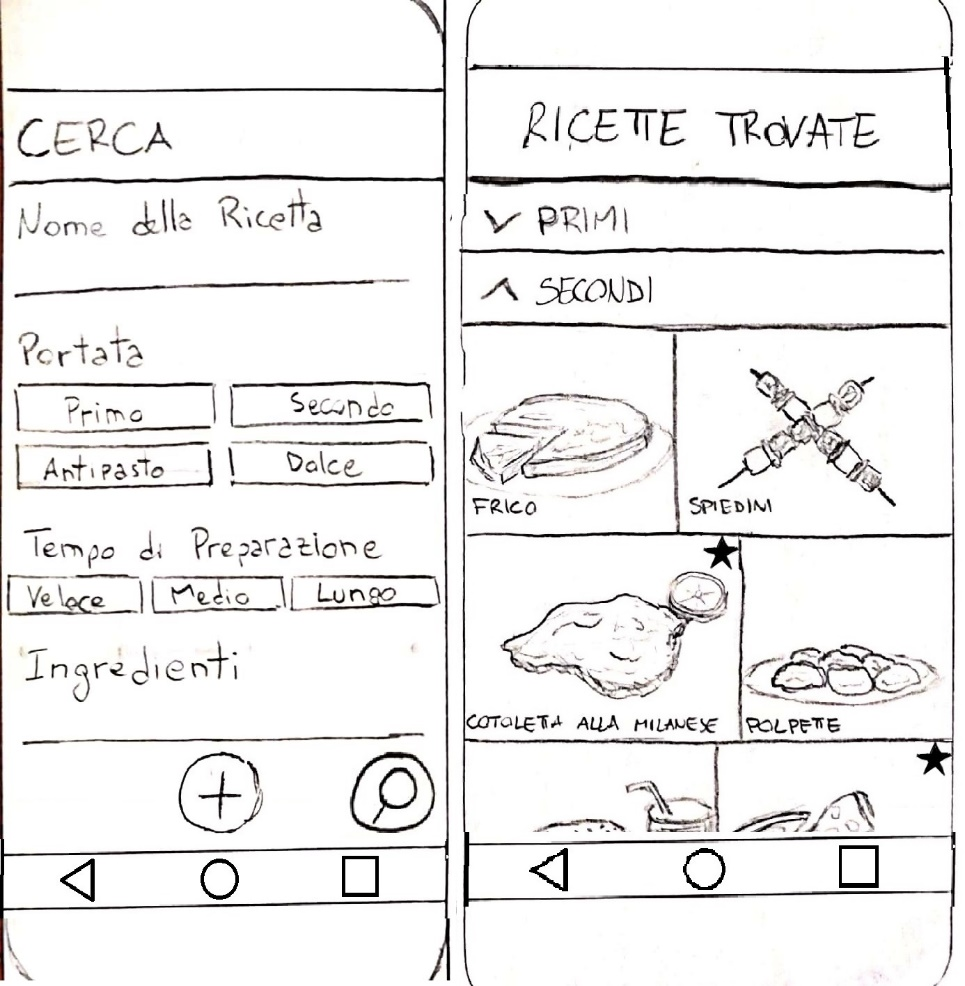 CERCA
Nome della Ricetta
Portata
Primo
Secondo
Antipasto
Dolce
Tempo di Preparazione
Veloce
Medio
Lungo
Ingredienti
RICETTE TROVATE
PRIMI
SECONDI
FRICO
SPIEDINI
COTOLETTA ALLA MILANESE
POLPETTE